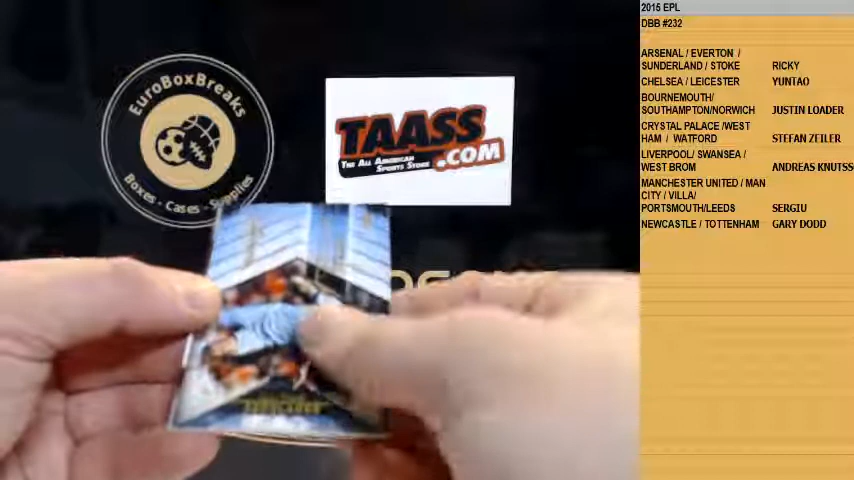 2015 EPL
DBB #232
ARSENAL / EVERTON /
SUNDERLAND / STOKE RICKY
CHELSEA / LEICESTER YUNTAO
BOURNEMOUTH/
SOUTHAMPTON/NORWICH JUSTIN LOADER
CRYSTAL PALACE /WEST
HAM / WATFORD STEFAN ZEILER
LIVERPOOL/ SWANSEA /
WEST BROM ANDREAS KNUTSS
MANCHESTER UNITED / MAN
CITY / VILLA/
PORTSMOUTH/LEEDS SERGIU
NEWCASTLE / TOTTENHAM GARY DODD
EuroBoxBreaks
Boxes - Cases - Supplies
TAASS
.COM
The All American
Sports Store